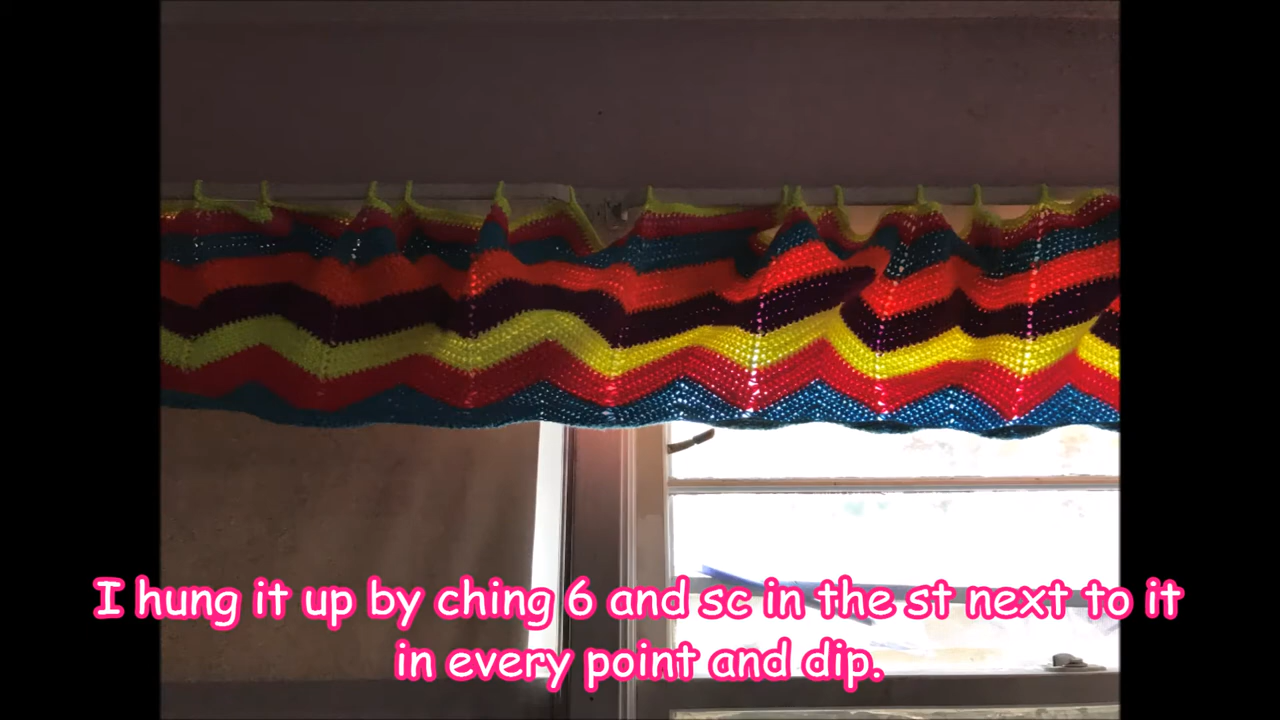 I hung it up by ching 6 and sc in the st next to it
in every point and dip.